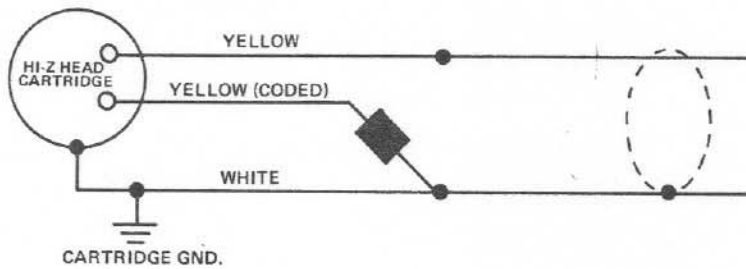 YELLOW
HI-Z HEAD
CARTRIDGE
YELLOW (CODED)
WHITE
CARTRIDGE GND.